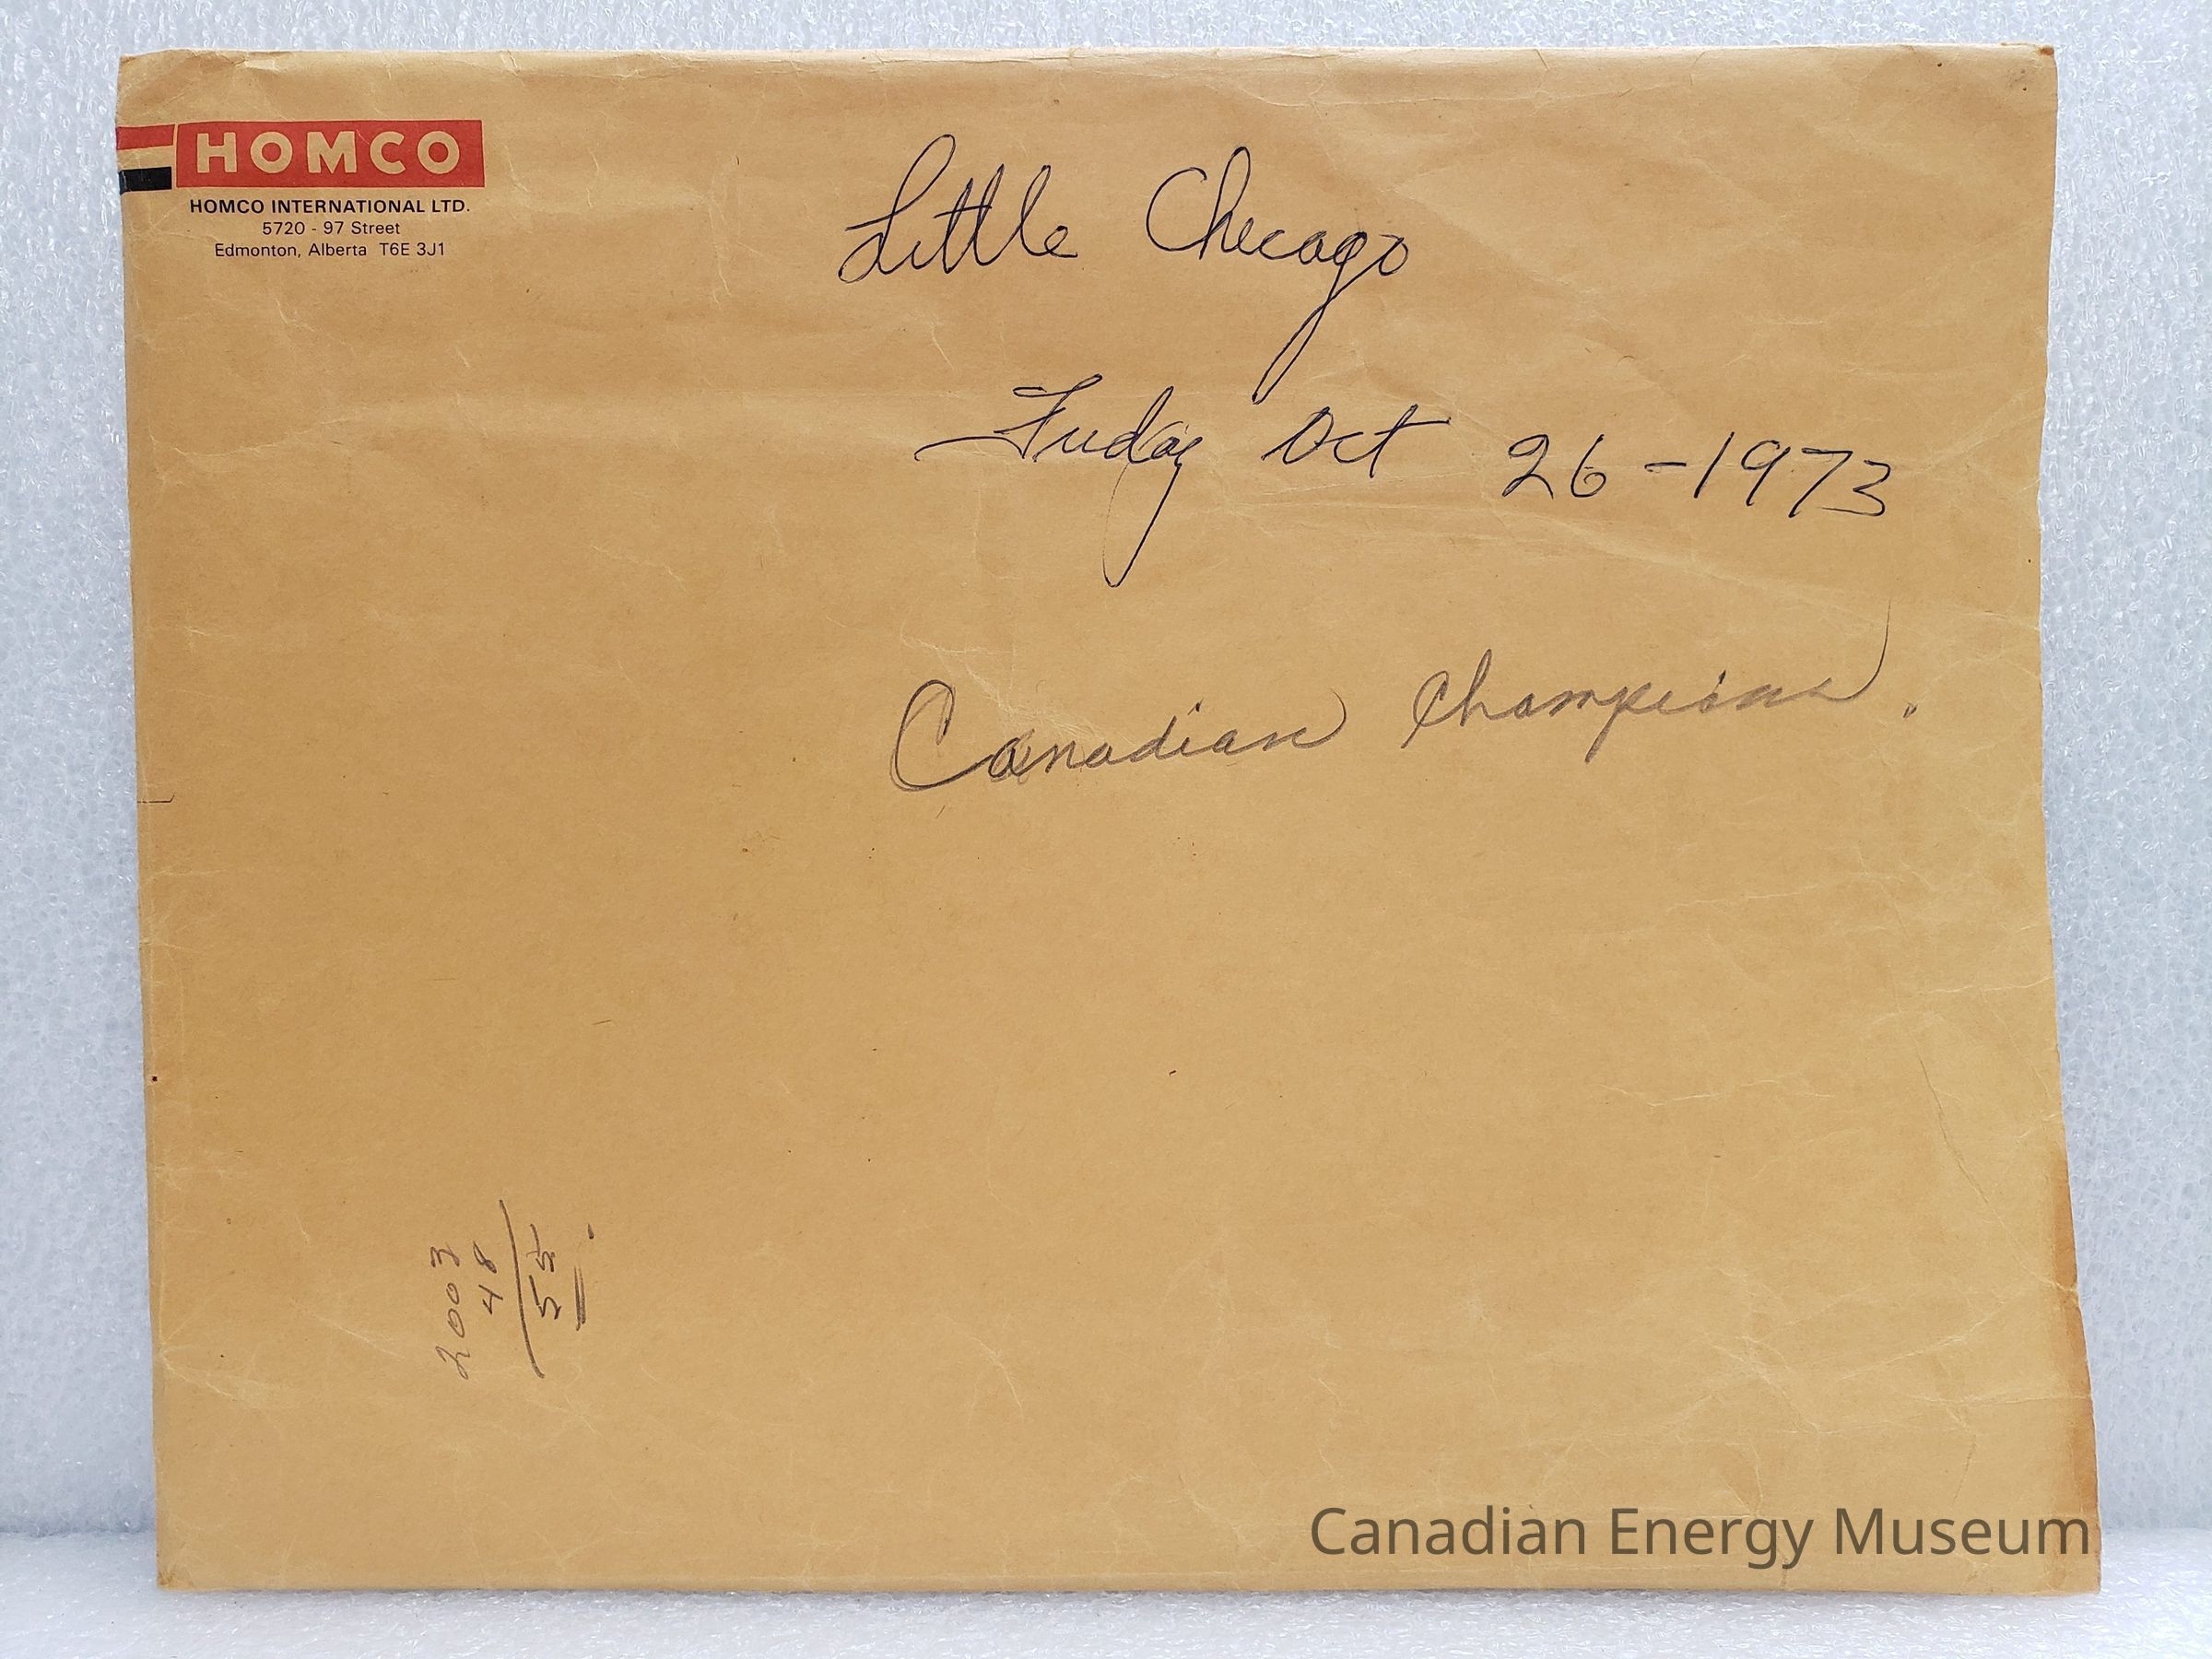 HOMCO
HOMCO INTERNATIONAL LTD.
5720 - 97 Street
Edmonton, Alberta T6E 3J1
Little Checago
Friday Oct 26-1973
Canadian Champions.
2003
48
55
Canadian Energy Museum